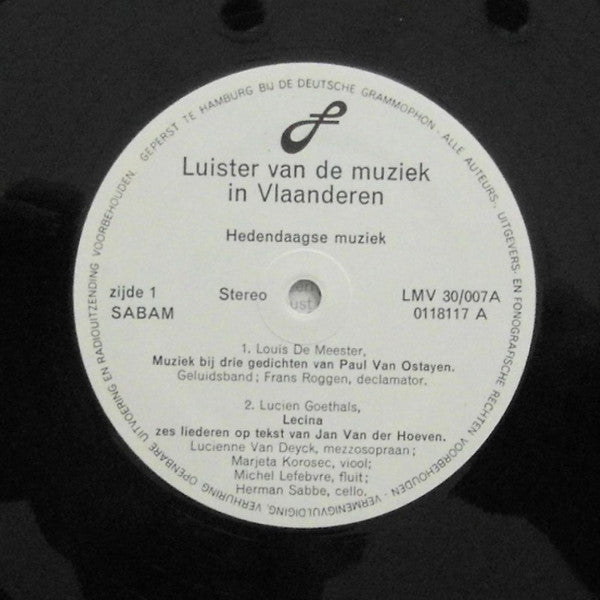 GEPERST TE HAMBURG BIJ DE DEUTSCHE GRAMMOPHON · ALLE AUTEURS-, UITGEVERS- EN FONOGRAFISCHE RECHTEN VOORBEHOUDEN · VERMENIGVULDIGING, VERHURING, OPENBARE UITVOERING EN RADIOUITZENDING VOORBEHOUDEN.
Luister van de muziek
in Vlaanderen
Hedendaagse muziek
zijde 1 Stereo LMV 30/007A
SABAM 0118117 A
1. Louis De Meester,
Muziek bij drie gedichten van Paul Van Ostayen.
Geluidsband; Frans Roggen, declamator.
2. Lucien Goethals,
Lecina
zes liederen op tekst van Jan Van der Hoeven.
Lucienne Van Deyck, mezzosopraan;
Marjeta Korosec, viool;
Michel Lefebvre, fluit;
Herman Sabbe, cello.